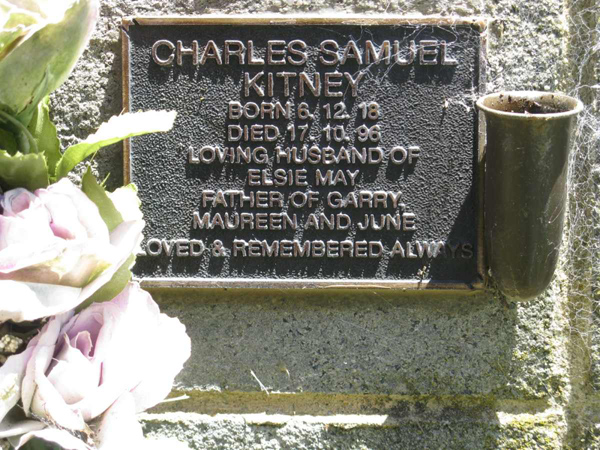 CHARLES SAMUEL
KITNEY
BORN 6. 12. 18
DIED 17. 10. 96
LOVING HUSBAND OF
ELSIE MAY
FATHER OF GARRY,
MAUREEN AND JUNE
LOVED & REMEMBERED ALWAYS